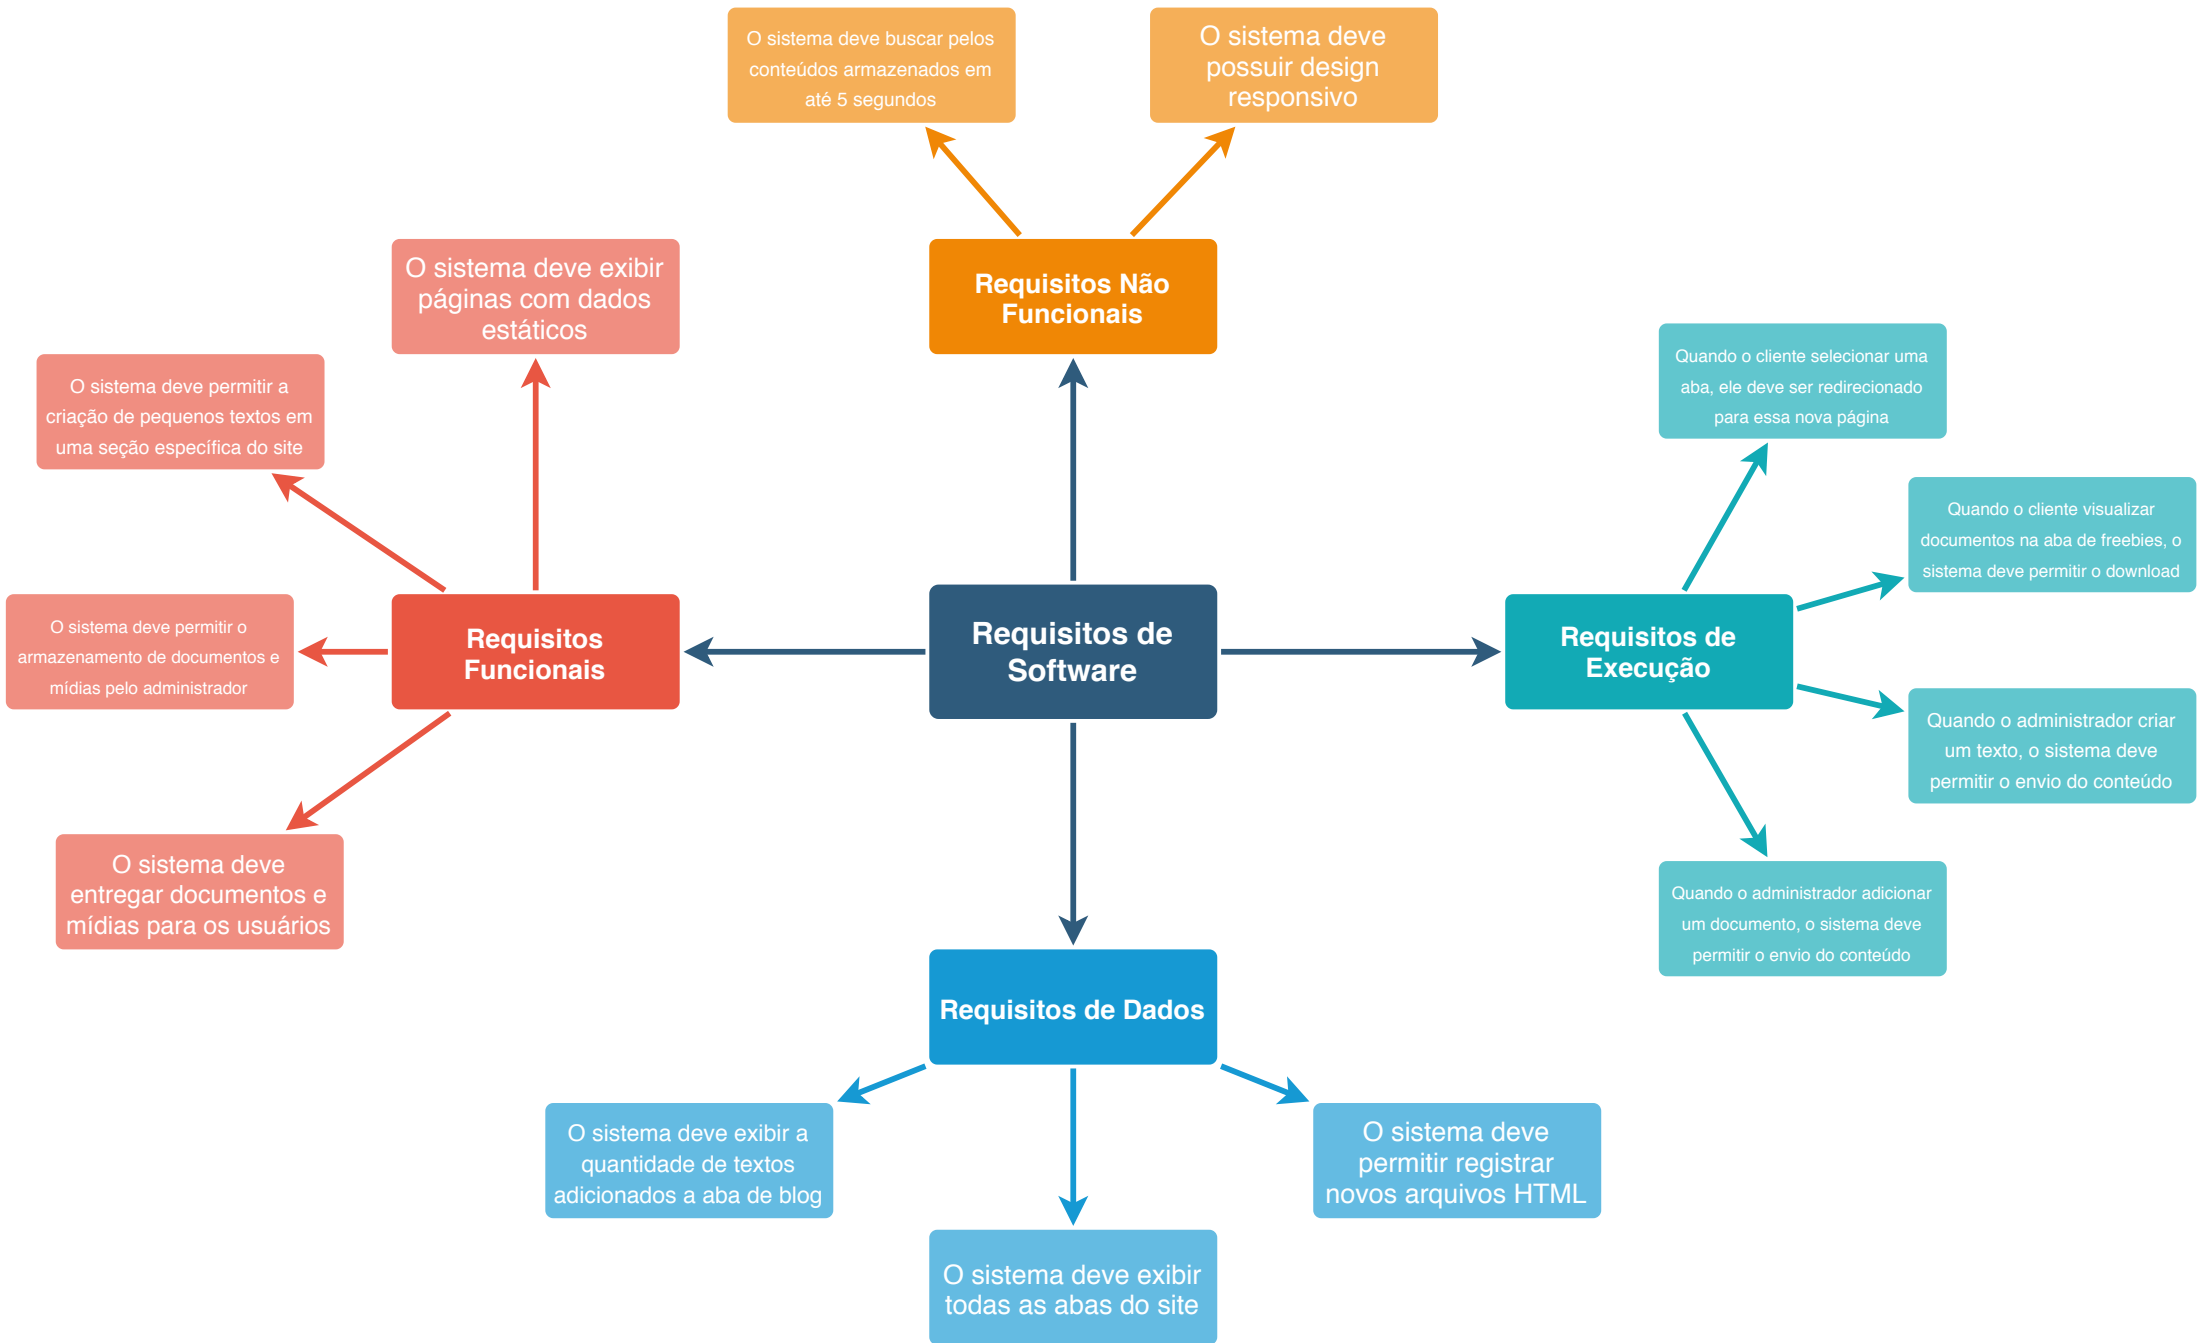 O sistema deve buscar pelos
conteúdos armazenados em
até 5 segundos
O sistema deve
possuir design
responsivo
O sistema deve exibir
páginas com dados
estáticos
Requisitos Não
Funcionais
O sistema deve permitir a
criação de pequenos textos em
uma seção específica do site
Quando o cliente selecionar uma
aba, ele deve ser redirecionado
para essa nova página
Quando o cliente visualizar
documentos na aba de freebies, o
sistema deve permitir o download
O sistema deve permitir o
armazenamento de documentos e
mídias pelo administrador
Requisitos
Funcionais
Requisitos de
Software
Requisitos de
Execução
Quando o administrador criar
um texto, o sistema deve
permitir o envio do conteúdo
O sistema deve
entregar documentos e
mídias para os usuários
Quando o administrador adicionar
um documento, o sistema deve
permitir o envio do conteúdo
Requisitos de Dados
O sistema deve exibir a
quantidade de textos
adicionados a aba de blog
O sistema deve
permitir registrar
novos arquivos HTML
O sistema deve exibir
todas as abas do site